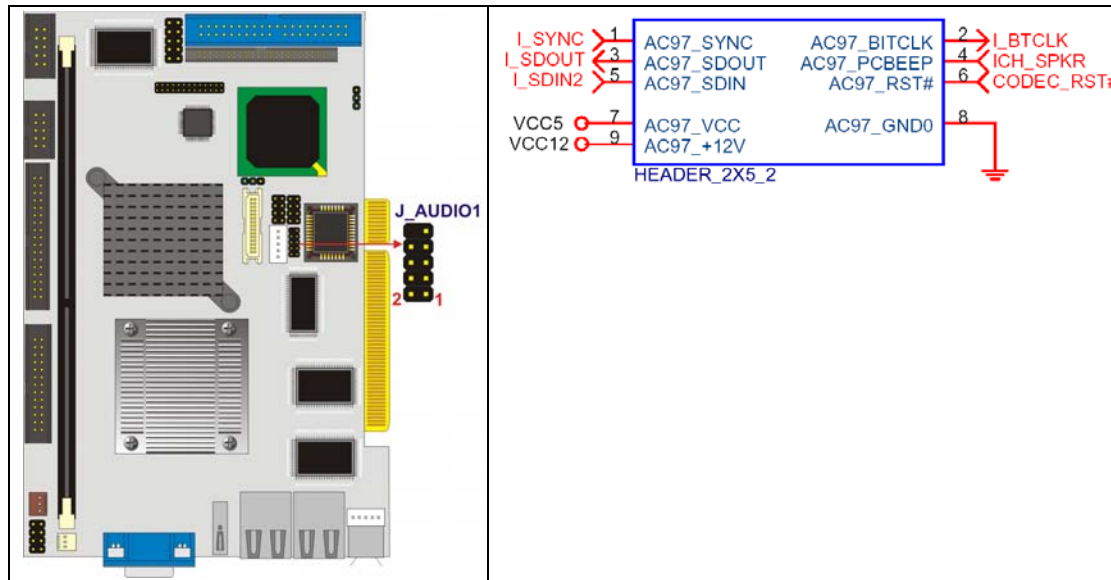 J_AUDIO1
2 1
I_SYNC 1 AC97_SYNC AC97_BITCLK 2 I_BTCLK
I_SDOUT 3 AC97_SDOUT AC97_PCBEEP 4 ICH_SPKR
I_SDIN2 5 AC97_SDIN AC97_RST# 6 CODEC_RST#
VCC5 7 AC97_VCC AC97_GND0 8
VCC12 9 AC97_+12V
HEADER_2X5_2